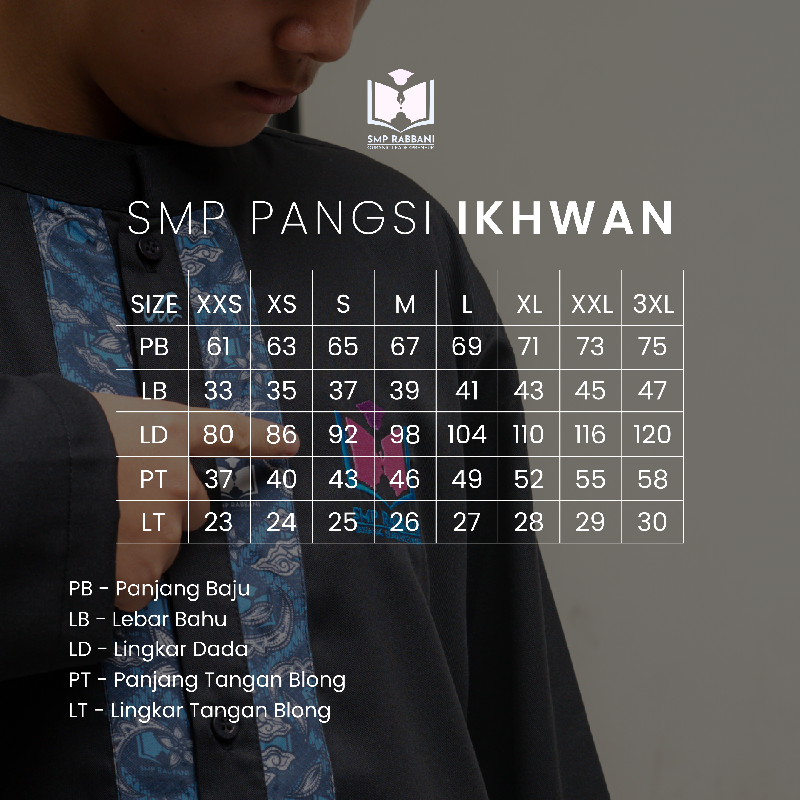 SMP RABBANI
SMP PANGSI IKHWAN
SIZE XXS XS S M L XL XXL 3XL
PB 61 63 65 67 69 71 73 75
LB 33 35 37 39 41 43 45 47
LD 80 86 92 98 104 110 116 120
PT 37 40 43 46 49 52 55 58
LT 23 24 25 26 27 28 29 30
PB - Panjang Baju
LB - Lebar Bahu
LD - Lingkar Dada
PT - Panjang Tangan Blong
LT - Lingkar Tangan Blong
SMP RABBANI